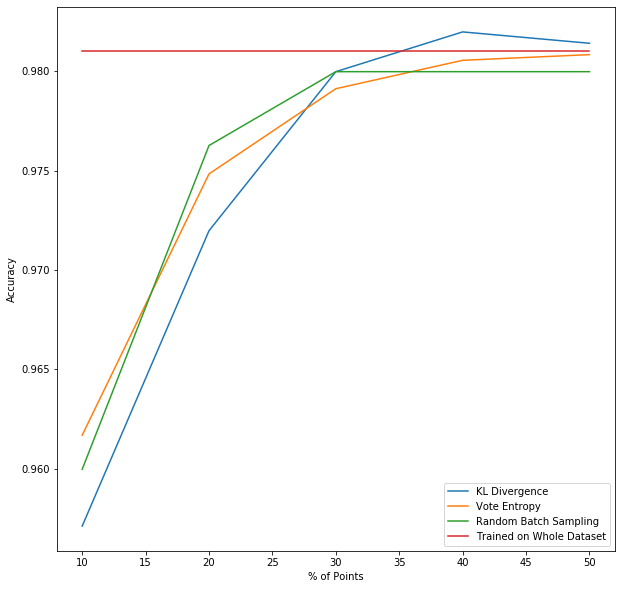 0.980
0.975
0.970
0.965
0.960
Accuracy
10 15 20 25 30 35 40 45 50
% of Points
KL Divergence
Vote Entropy
Random Batch Sampling
Trained on Whole Dataset